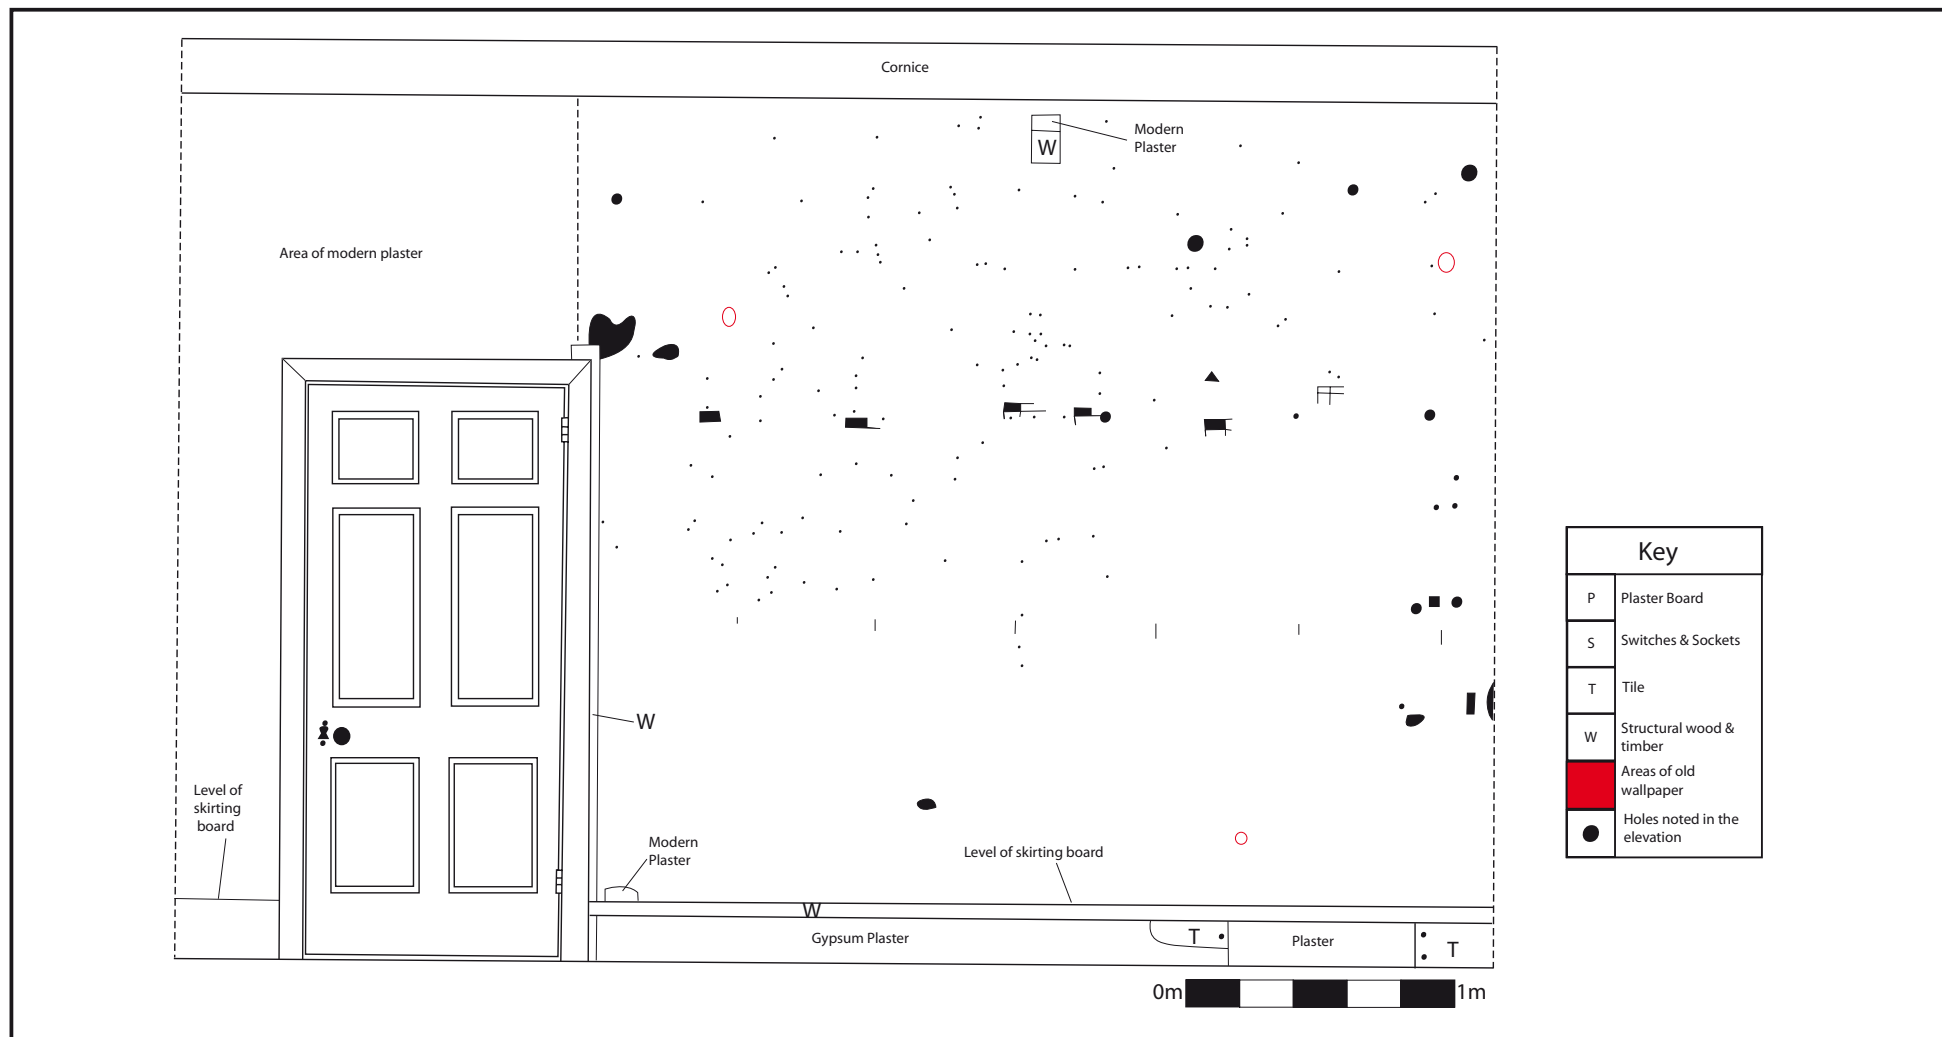 Cornice
Modern
Plaster
W
Area of modern plaster
W
Level of
skirting
board
Modern
Plaster
Level of skirting board
W
Gypsum Plaster
T
Plaster
T
0m
1m
Key
P
Plaster Board
S
Switches & Sockets
T
Tile
W
Structural wood &
timber
Areas of old
wallpaper
Holes noted in the
elevation